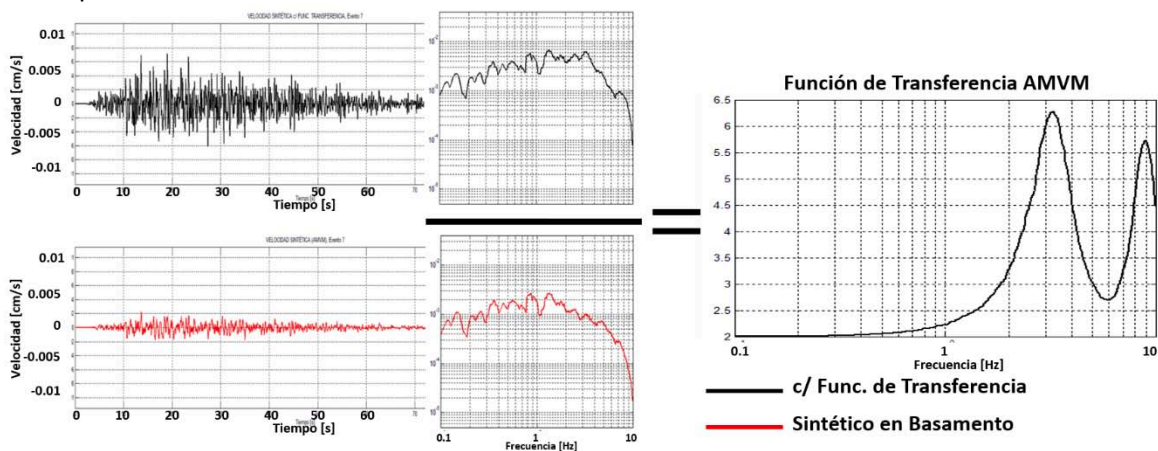 VELOCIDAD SINTÉTICA c/ FUNC. TRANSFERENCIA, Evento 7
Velocidad [cm/s]
0.01
0.005
0
-0.005
-0.01
0 10 20 30 40 50 60
Tiempo [s]
VELOCIDAD SINTÉTICA (AMVM), Evento 7
Velocidad [cm/s]
0.01
0.005
0
-0.005
-0.01
0 10 20 30 40 50 60
Tiempo [s]
0.1 1 10
Frecuencia [Hz]
Función de Transferencia AMVM
6.5
6
5.5
5
4.5
4
3.5
3
2.5
2
0.1 1 10
Frecuencia [Hz]
c/ Func. de Transferencia
Sintético en Basamento